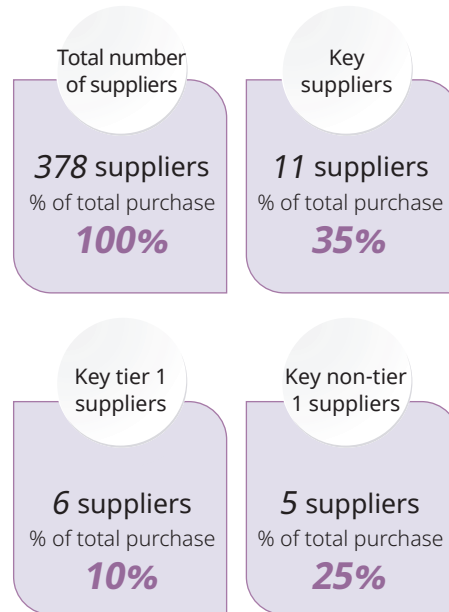 Total number
of suppliers
378 suppliers
% of total purchase
100%
Key
suppliers
11 suppliers
% of total purchase
35%
Key tier 1
suppliers
6 suppliers
% of total purchase
10%
Key non-tier
1 suppliers
5 suppliers
% of total purchase
25%